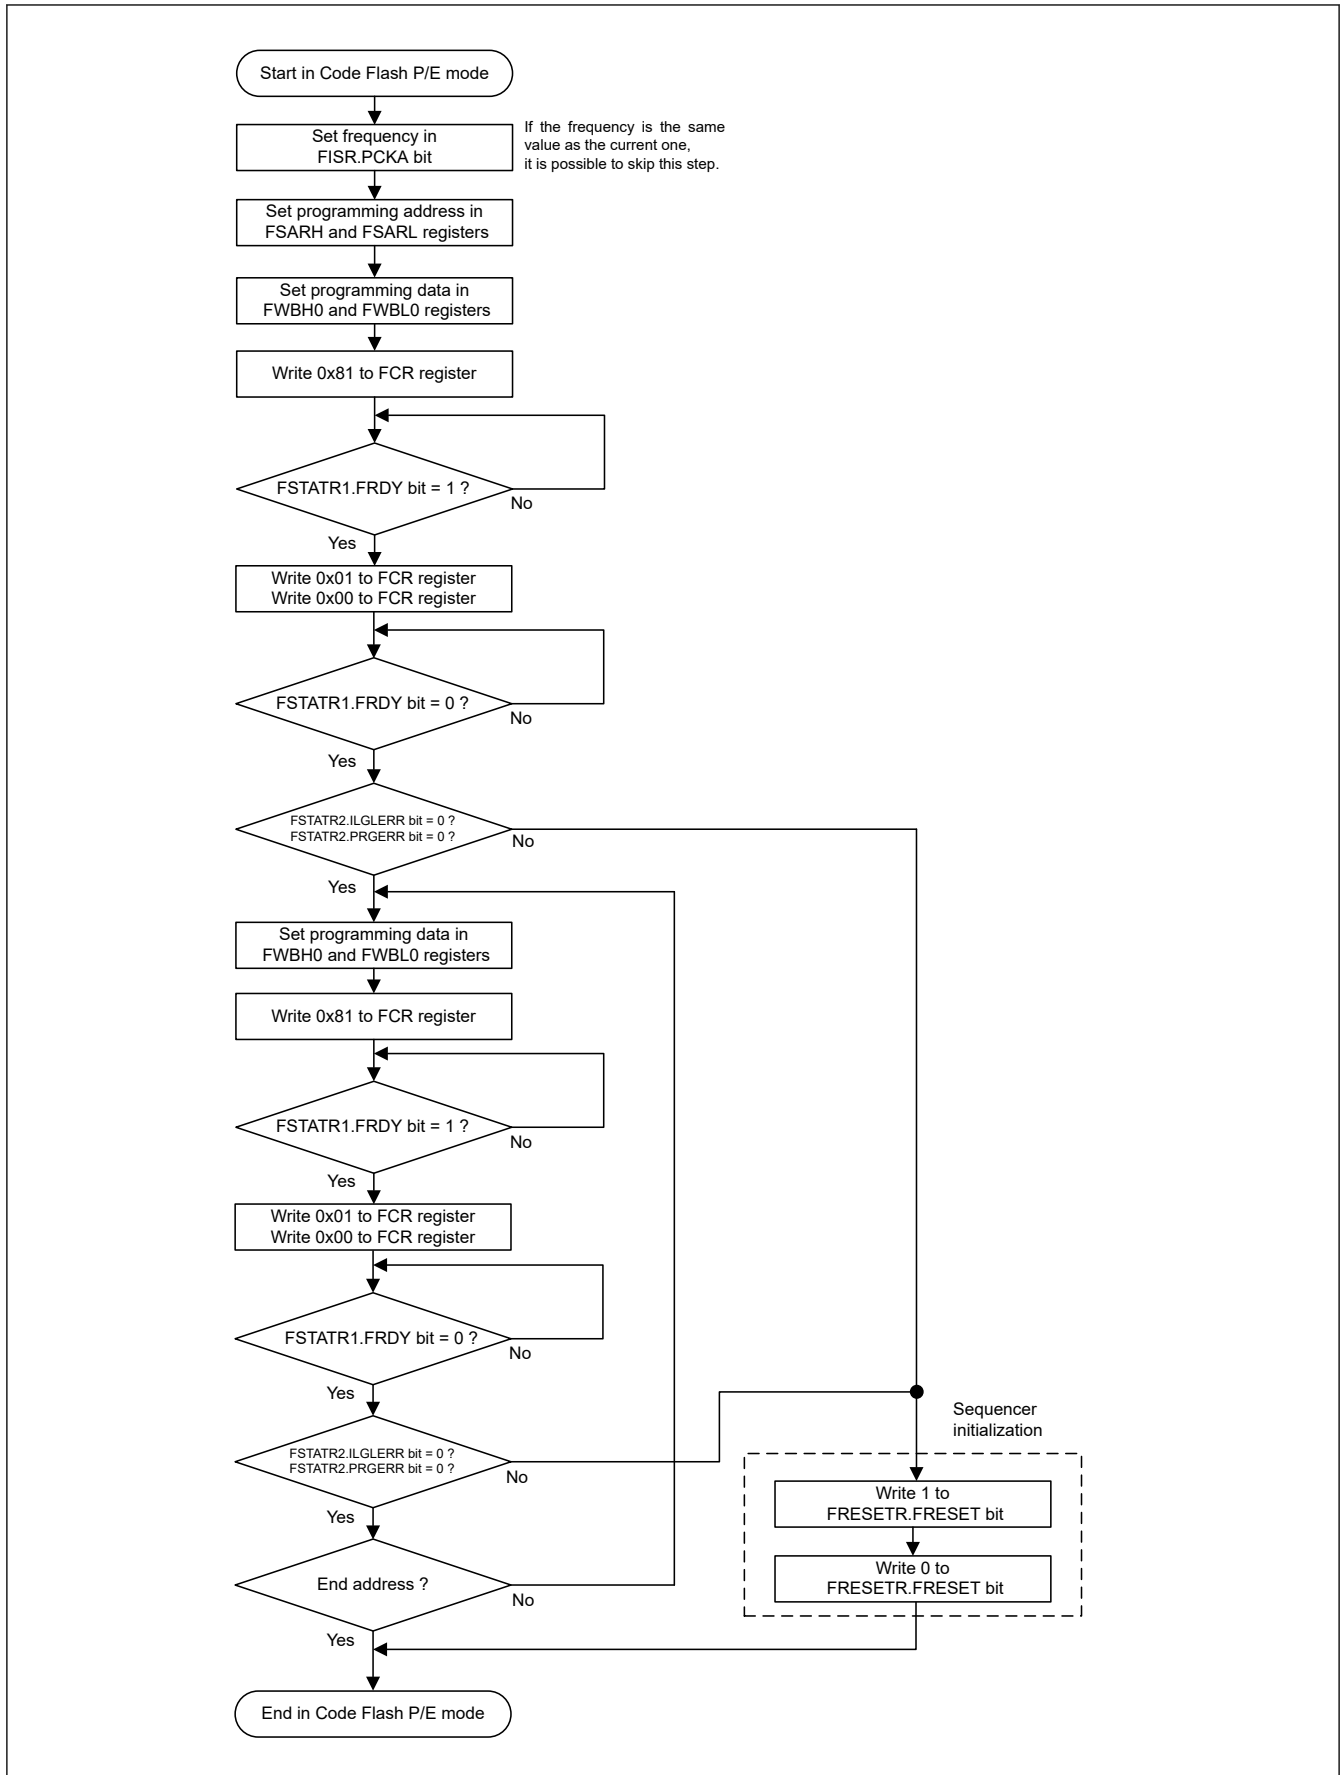 Start in Code Flash P/E mode
Set frequency in
FISR.PCKA bit
If the frequency is the same
value as the current one,
it is possible to skip this step.
Set programming address in
FSARH and FSARL registers
Set programming data in
FWBH0 and FWBL0 registers
Write 0x81 to FCR register
FSTATR1.FRDY bit = 1 ?
No
Yes
Write 0x01 to FCR register
Write 0x00 to FCR register
FSTATR1.FRDY bit = 0 ?
No
Yes
FSTATR2.ILGLERR bit = 0 ?
FSTATR2.PRGERR bit = 0 ?
No
Yes
Set programming data in
FWBH0 and FWBL0 registers
Write 0x81 to FCR register
FSTATR1.FRDY bit = 1 ?
No
Yes
Write 0x01 to FCR register
Write 0x00 to FCR register
FSTATR1.FRDY bit = 0 ?
No
Yes
FSTATR2.ILGLERR bit = 0 ?
FSTATR2.PRGERR bit = 0 ?
No
Yes
End address ?
No
Yes
Sequencer
initialization
Write 1 to
FRESETR.FRESET bit
Write 0 to
FRESETR.FRESET bit
End in Code Flash P/E mode